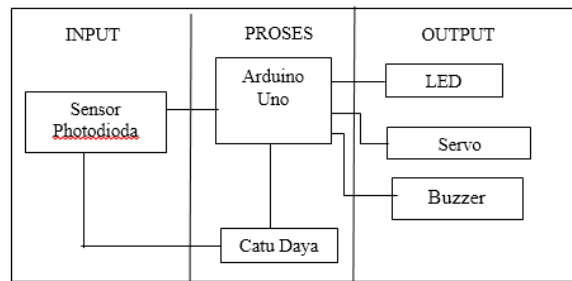 INPUT
PROSES
OUTPUT
Sensor
Photodioda
Arduino
Uno
LED
Servo
Buzzer
Catu Daya